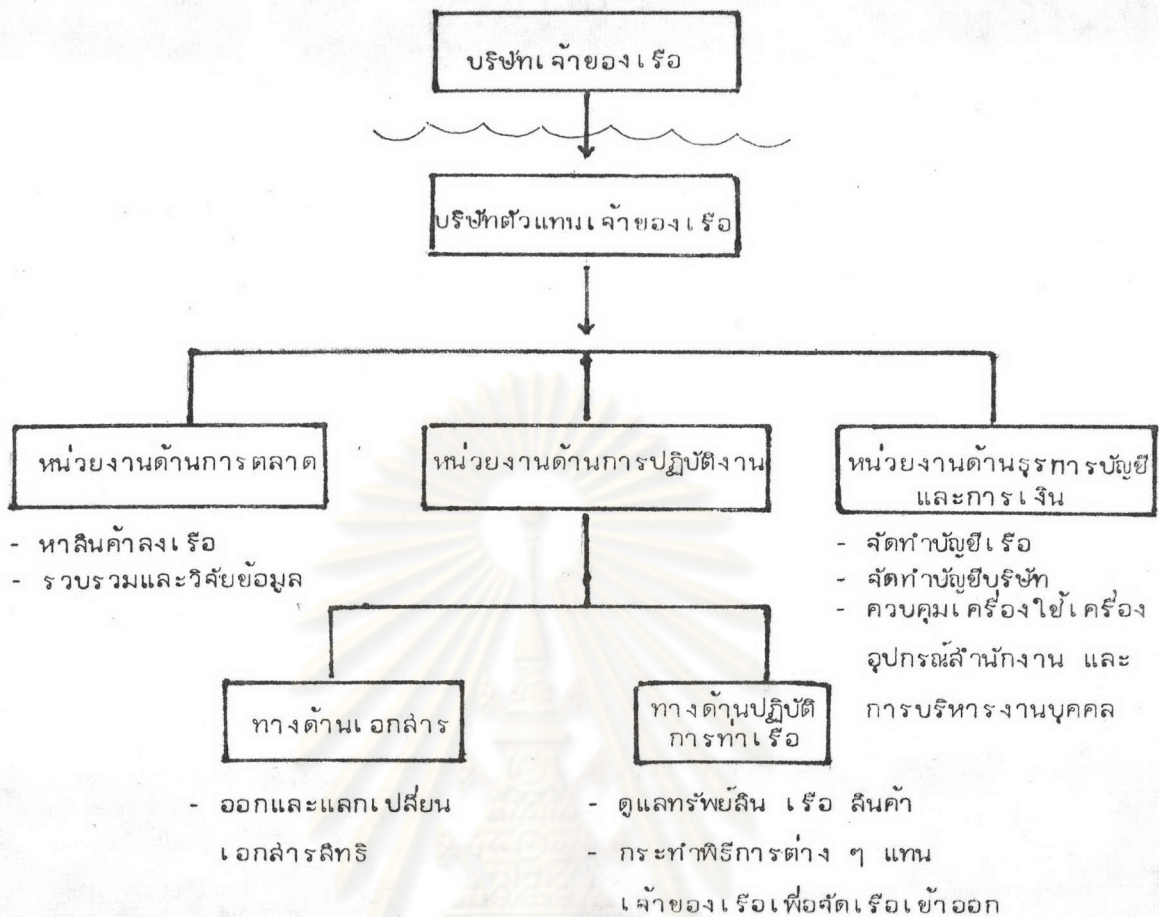 บริษัทเจ้าของเรือ
บริษัทตัวแทนเจ้าของเรือ
หน่วยงานด้านการตลาด
- หาสินค้าลงเรือ
- รวบรวมและวิจัยข้อมูล
หน่วยงานด้านการปฏิบัติงาน
หน่วยงานด้านธุรการบัญชี
และการเงิน
- จัดทำบัญชีเรือ
- จัดทำบัญชีบริษัท
- ควบคุมเครื่องใช้เครื่อง
อุปกรณ์สำนักงาน และ
การบริหารงานบุคคล
ทางด้านเอกสาร
- ออกและแลกเปลี่ยน
เอกสารสิทธิ
ทางด้านปฏิบัติ
การท่าเรือ
- ดูแลทรัพย์สิน เรือ สินค้า
- กระทำพิธีการต่าง ๆ แทน
เจ้าของเรือเพื่อจัดเรือเข้าออก